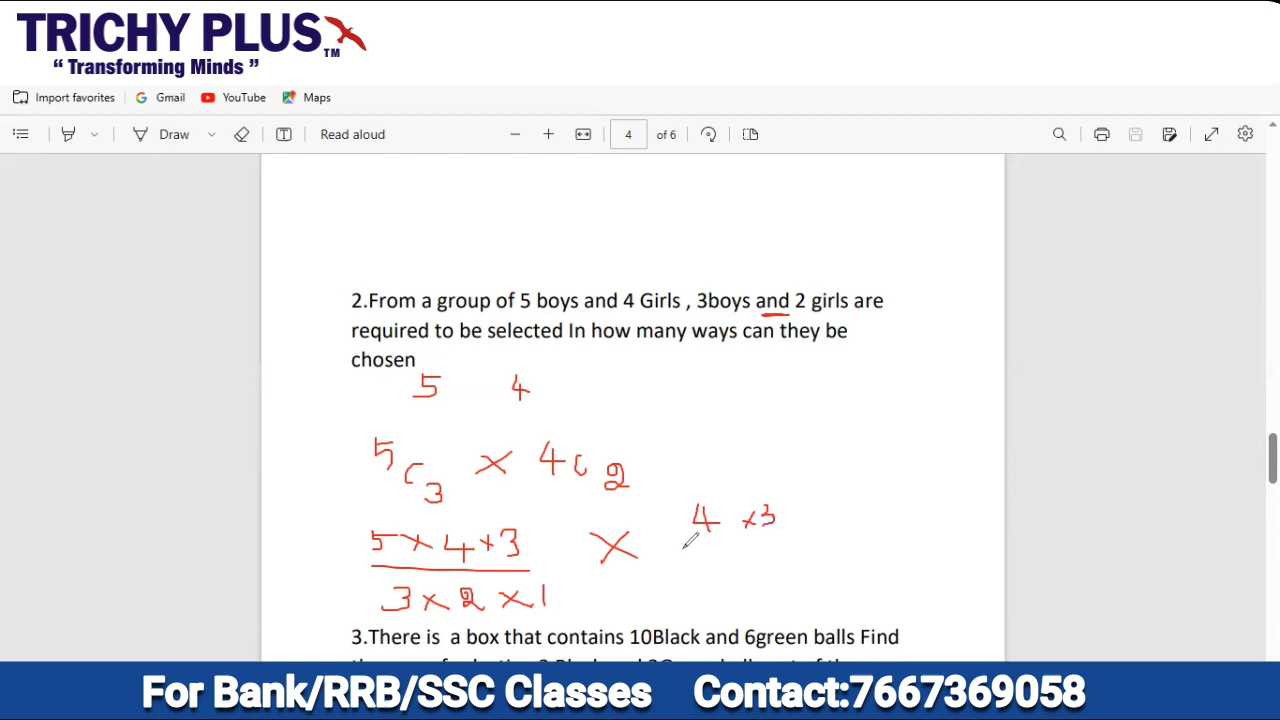 TRICHY PLUS TM
“ Transforming Minds ”
Import favorites Gmail YouTube Maps
Draw Read aloud 4 of 6
2.From a group of 5 boys and 4 Girls , 3boys and 2 girls are
required to be selected In how many ways can they be
chosen
5 4
5c3 × 4c2
4 ×3
5×4×3 ×
3×2×1
3.There is a box that contains 10Black and 6green balls Find
For Bank/RRB/SSC Classes Contact:7667369058